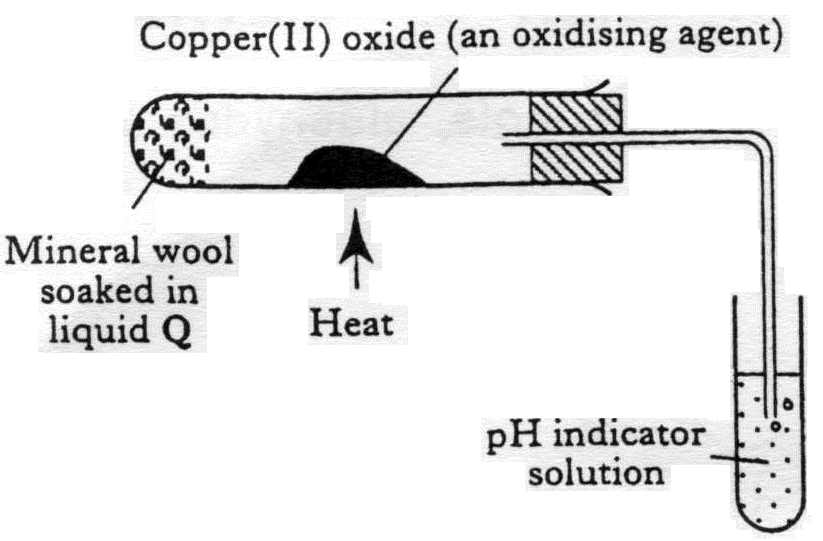 Copper(II) oxide (an oxidising agent)
Mineral wool
soaked in
liquid Q
Heat
pH indicator
solution